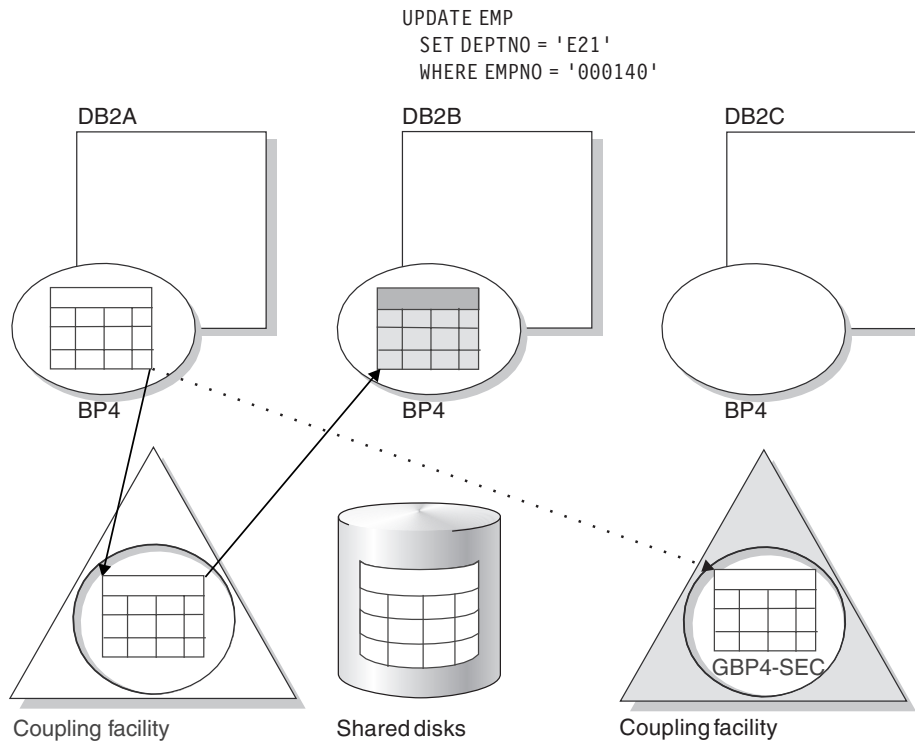 UPDATE EMP
SET DEPTNO = 'E21'
WHERE EMPNO = '000140'
DB2A
DB2B
DB2C
BP4
BP4
BP4
GBP4-SEC
Coupling facility
Shared disks
Coupling facility